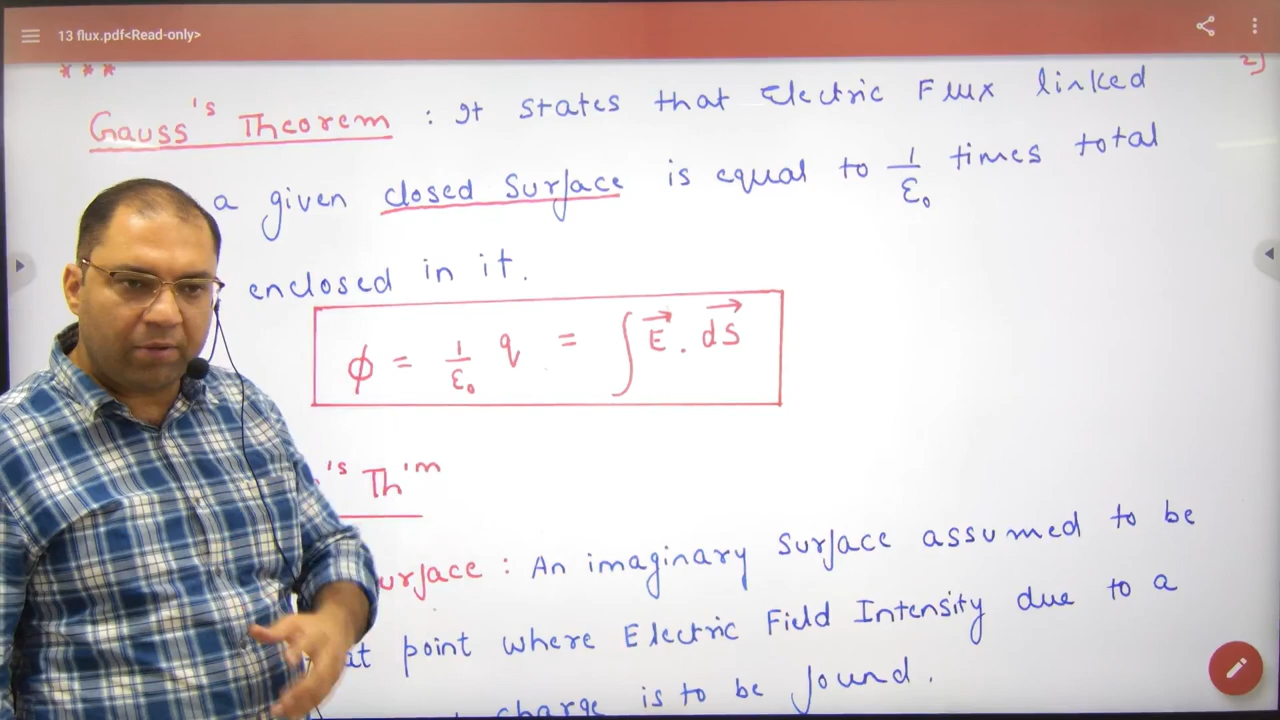 13 flux.pdf<Read-only>
***
2)
Gauss's Theorem : It states that Electric Flux linked
a given closed Surface is equal to 1/ε₀ times total
enclosed in it.
ϕ = 1/ε₀ q = ∫ E⃗ . dS⃗
's Th'm
urface : An imaginary Surface assumed to be
at point where Electric Field Intensity due to a
charge is to be found.